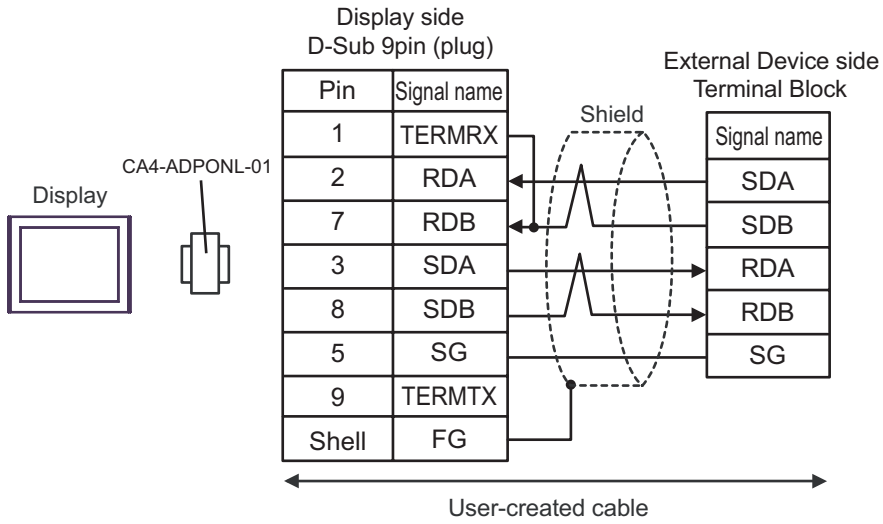 Display side
D-Sub 9pin (plug)
External Device side
Terminal Block
Pin Signal name
Shield
Signal name
1 TERMRX
CA4-ADPONL-01
Display
2 RDA
SDA
7 RDB
SDB
3 SDA
RDA
8 SDB
RDB
5 SG
SG
9 TERMTX
Shell FG
User-created cable